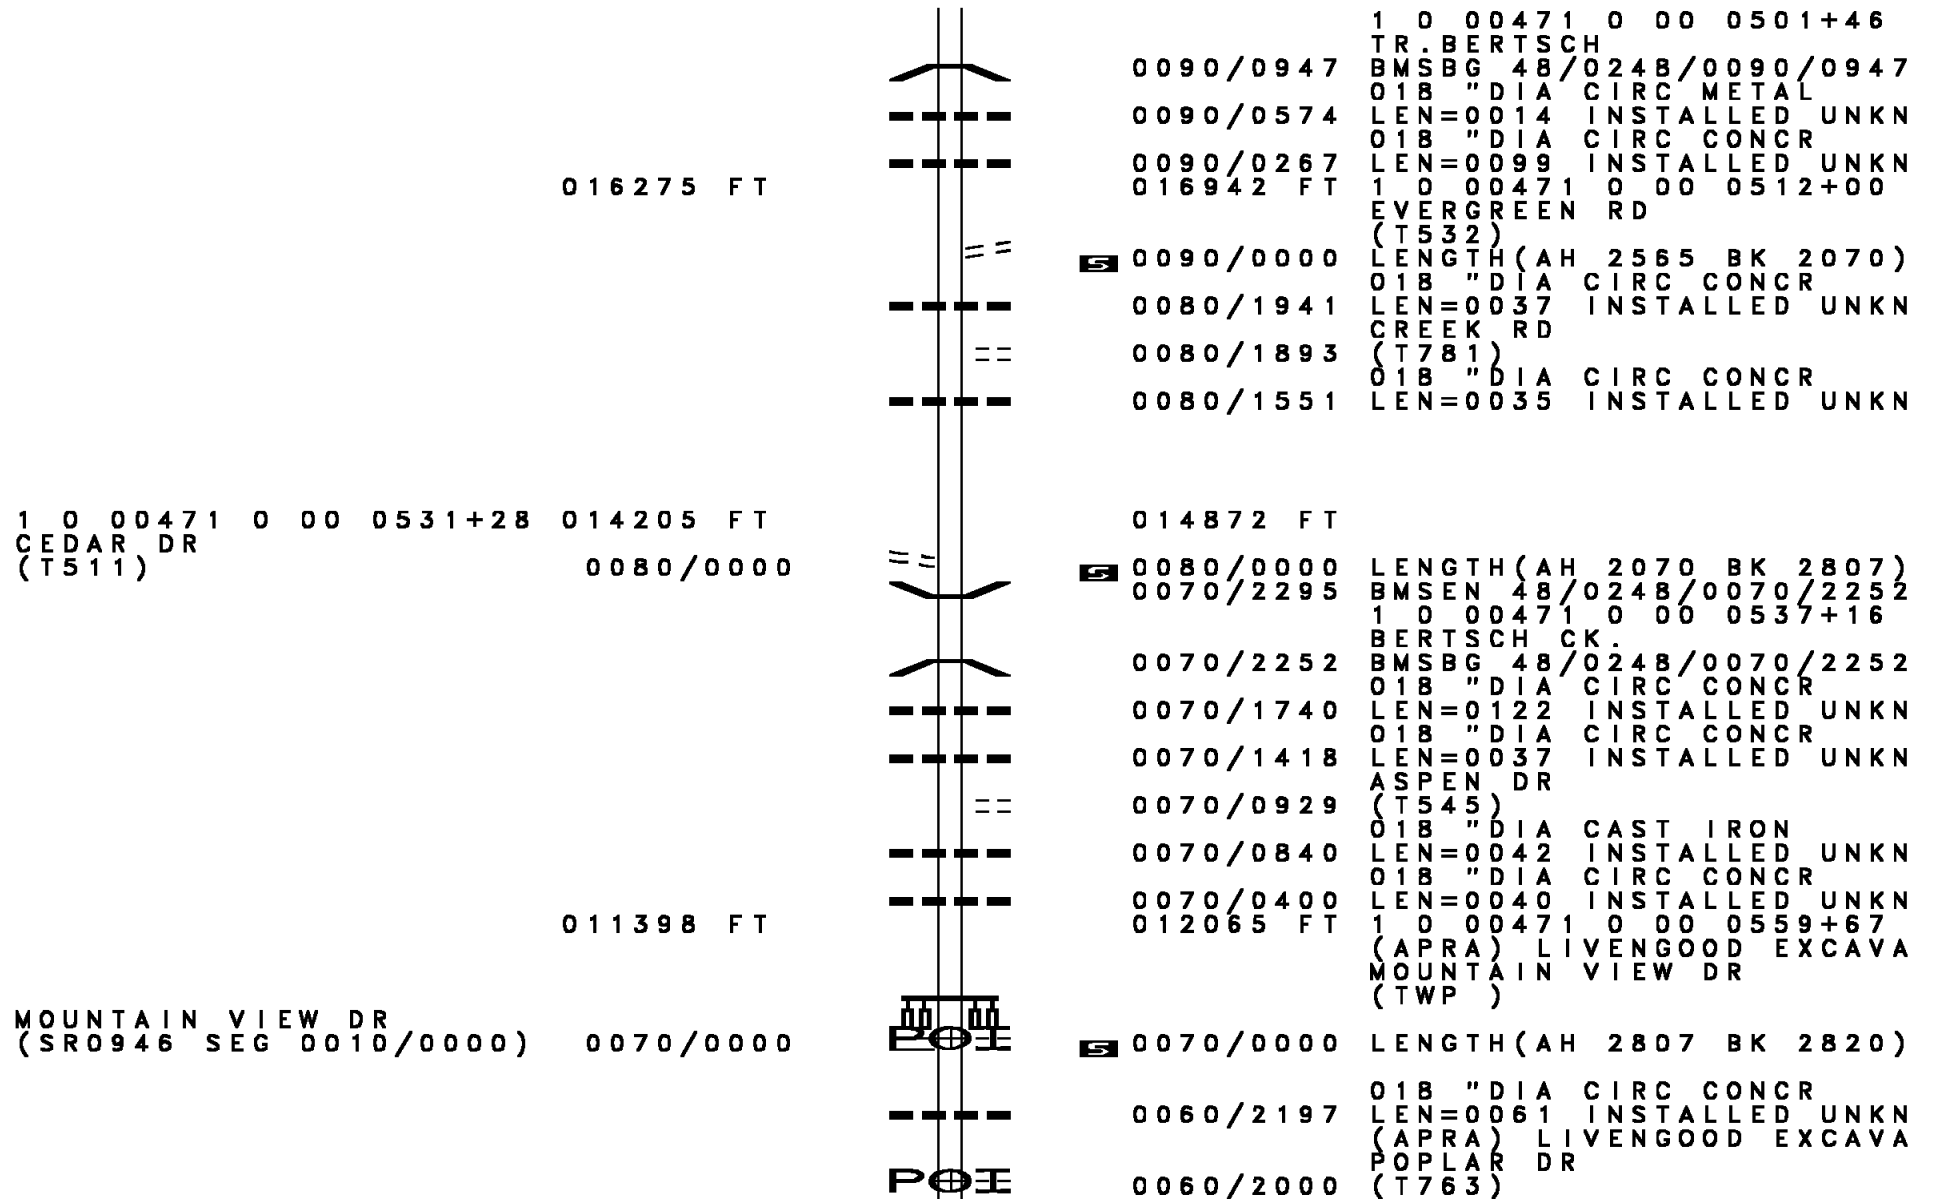 1 0 00471 0 00 0501+46
TR.BERTSCH
0090/0947 BMSBG 48/0248/0090/0947
018 "DIA CIRC METAL
0090/0574 LEN=0014 INSTALLED UNKN
018 "DIA CIRC CONCR
0090/0267 LEN=0099 INSTALLED UNKN
016275 FT 016942 FT 1 0 00471 0 00 0512+00
EVERGREEN RD
(T532)
S 0090/0000 LENGTH(AH 2565 BK 2070)
018 "DIA CIRC CONCR
0080/1941 LEN=0037 INSTALLED UNKN
CREEK RD
0080/1893 (T781)
018 "DIA CIRC CONCR
0080/1551 LEN=0035 INSTALLED UNKN
1 0 00471 0 00 0531+28 014205 FT 014872 FT
CEDAR DR
(T511) 0080/0000 S 0080/0000 LENGTH(AH 2070 BK 2807)
0070/2295 BMSEN 48/0248/0070/2252
1 0 00471 0 00 0537+16
BERTSCH CK.
0070/2252 BMSBG 48/0248/0070/2252
018 "DIA CIRC CONCR
0070/1740 LEN=0122 INSTALLED UNKN
018 "DIA CIRC CONCR
0070/1418 LEN=0037 INSTALLED UNKN
ASPEN DR
0070/0929 (T545)
018 "DIA CAST IRON
0070/0840 LEN=0042 INSTALLED UNKN
018 "DIA CIRC CONCR
0070/0400 LEN=0040 INSTALLED UNKN
011398 FT 012065 FT 1 0 00471 0 00 0559+67
(APRA) LIVENGOOD EXCAVA
MOUNTAIN VIEW DR
(TWP )
MOUNTAIN VIEW DR
(SR0946 SEG 0010/0000) 0070/0000 POI S 0070/0000 LENGTH(AH 2807 BK 2820)
018 "DIA CIRC CONCR
0060/2197 LEN=0061 INSTALLED UNKN
(APRA) LIVENGOOD EXCAVA
POPLAR DR
POI 0060/2000 (T763)